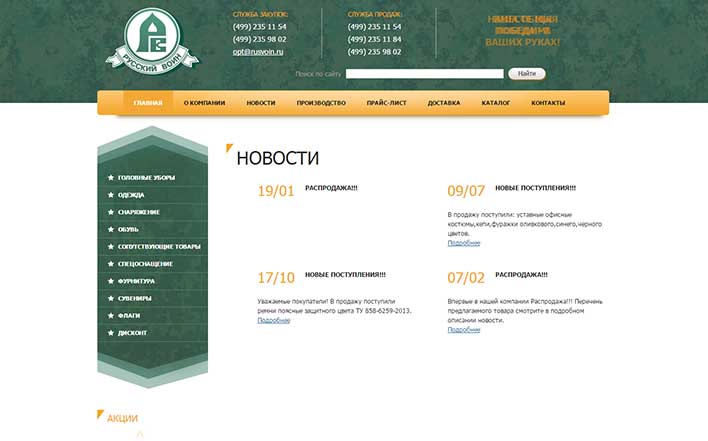 РУССКИЙ ВОИН
СЛУЖБА ЗАКУПОК:
(499) 235 11 54
(499) 235 98 02
opt@rusvoin.ru
СЛУЖБА ПРОДАЖ:
(499) 235 11 54
(499) 235 11 84
(499) 235 98 02
ВАШИХ РУКАХ!
Поиск по сайту
Найти
ГЛАВНАЯ О КОМПАНИИ НОВОСТИ ПРОИЗВОДСТВО ПРАЙС-ЛИСТ ДОСТАВКА КАТАЛОГ КОНТАКТЫ
ГОЛОВНЫЕ УБОРЫ
ОДЕЖДА
СНАРЯЖЕНИЕ
ОБУВЬ
СОПУТСТВУЮЩИЕ ТОВАРЫ
СПЕЦОСНАЩЕНИЕ
ФУРНИТУРА
СУВЕНИРЫ
ФЛАГИ
ДИСКОНТ
НОВОСТИ
19/01 РАСПРОДАЖА!!!
09/07 НОВЫЕ ПОСТУПЛЕНИЯ!!!
В продажу поступили: уставные офисные
костюмы,кепи,фуражки оливкового,синего,черного
цветов.
Подробнее
17/10 НОВЫЕ ПОСТУПЛЕНИЯ!!!
Уважаемые покупатели! В продажу поступили
ремни поясные защитного цвета ТУ 858-6259-2013.
Подробнее
07/02 РАСПРОДАЖА!!!
Впервые в нашей компании Распродажа!!! Перечень
предлагаемого товара смотрите в подробном
описании новости.
Подробнее
АКЦИИ